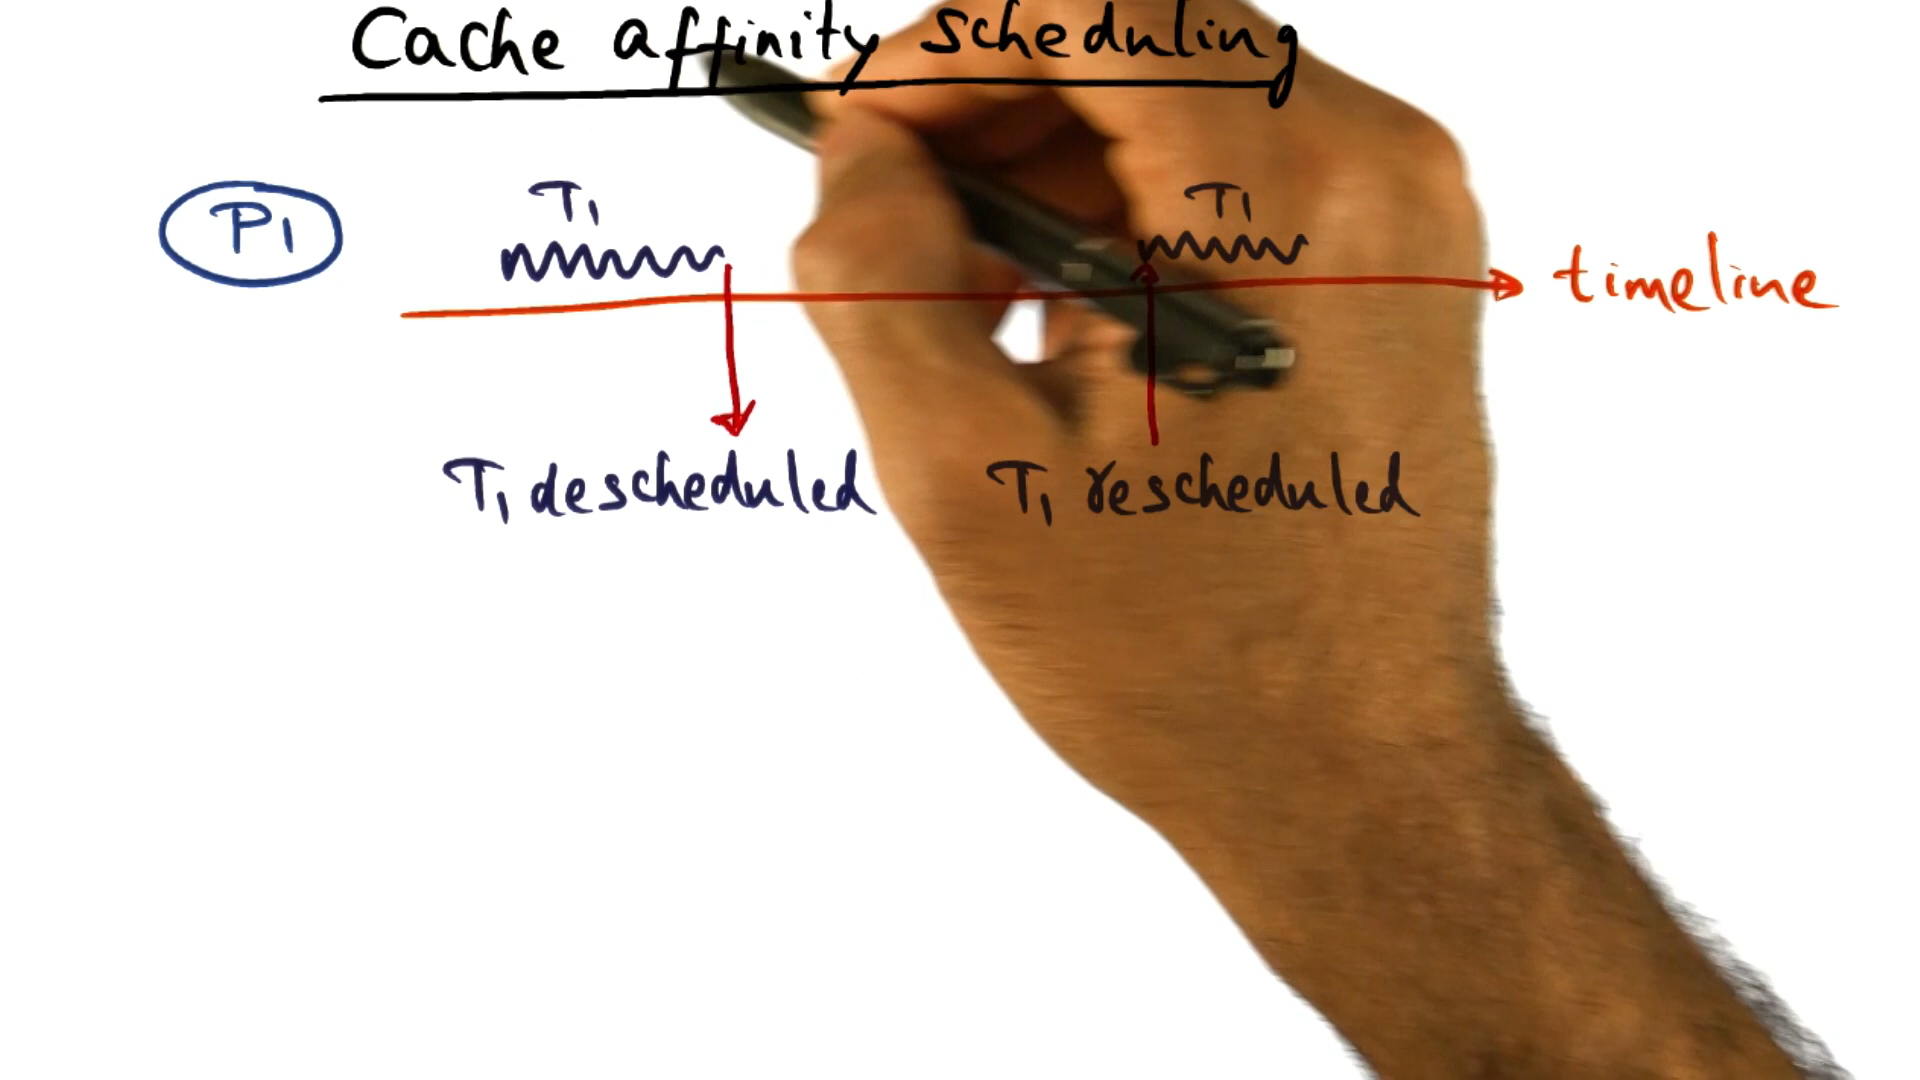 Cache affinity scheduling
P1 T1 T1
timeline
T1 descheduled T1 rescheduled